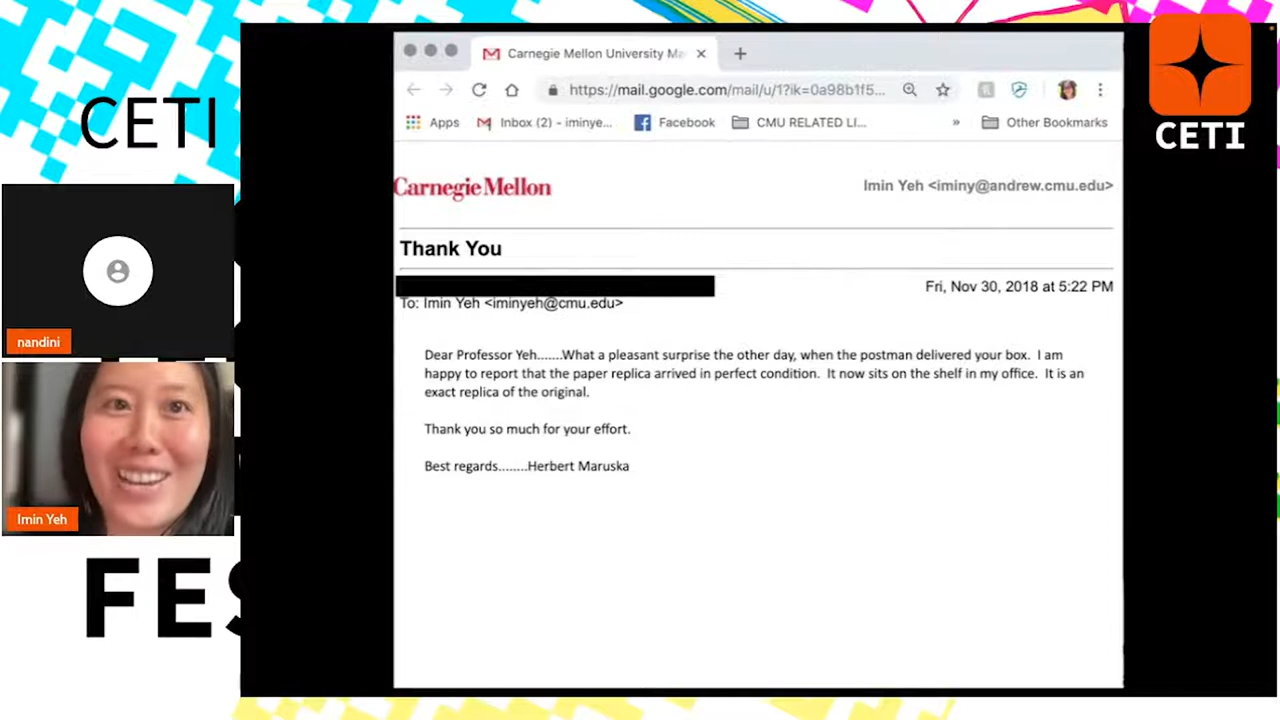 CETI
nandini
Imin Yeh
FES
Carnegie Mellon University Ma
https://mail.google.com/mail/u/1?ik=0a98b1f5...
Apps
Inbox (2) - iminye...
Facebook
CMU RELATED LI...
»
Other Bookmarks
Carnegie Mellon
Imin Yeh <iminy@andrew.cmu.edu>
Thank You
Fri, Nov 30, 2018 at 5:22 PM
To: Imin Yeh <iminyeh@cmu.edu>
Dear Professor Yeh.......What a pleasant surprise the other day, when the postman delivered your box.  I am
happy to report that the paper replica arrived in perfect condition.  It now sits on the shelf in my office.  It is an
exact replica of the original.
Thank you so much for your effort.
Best regards........Herbert Maruska
CETI